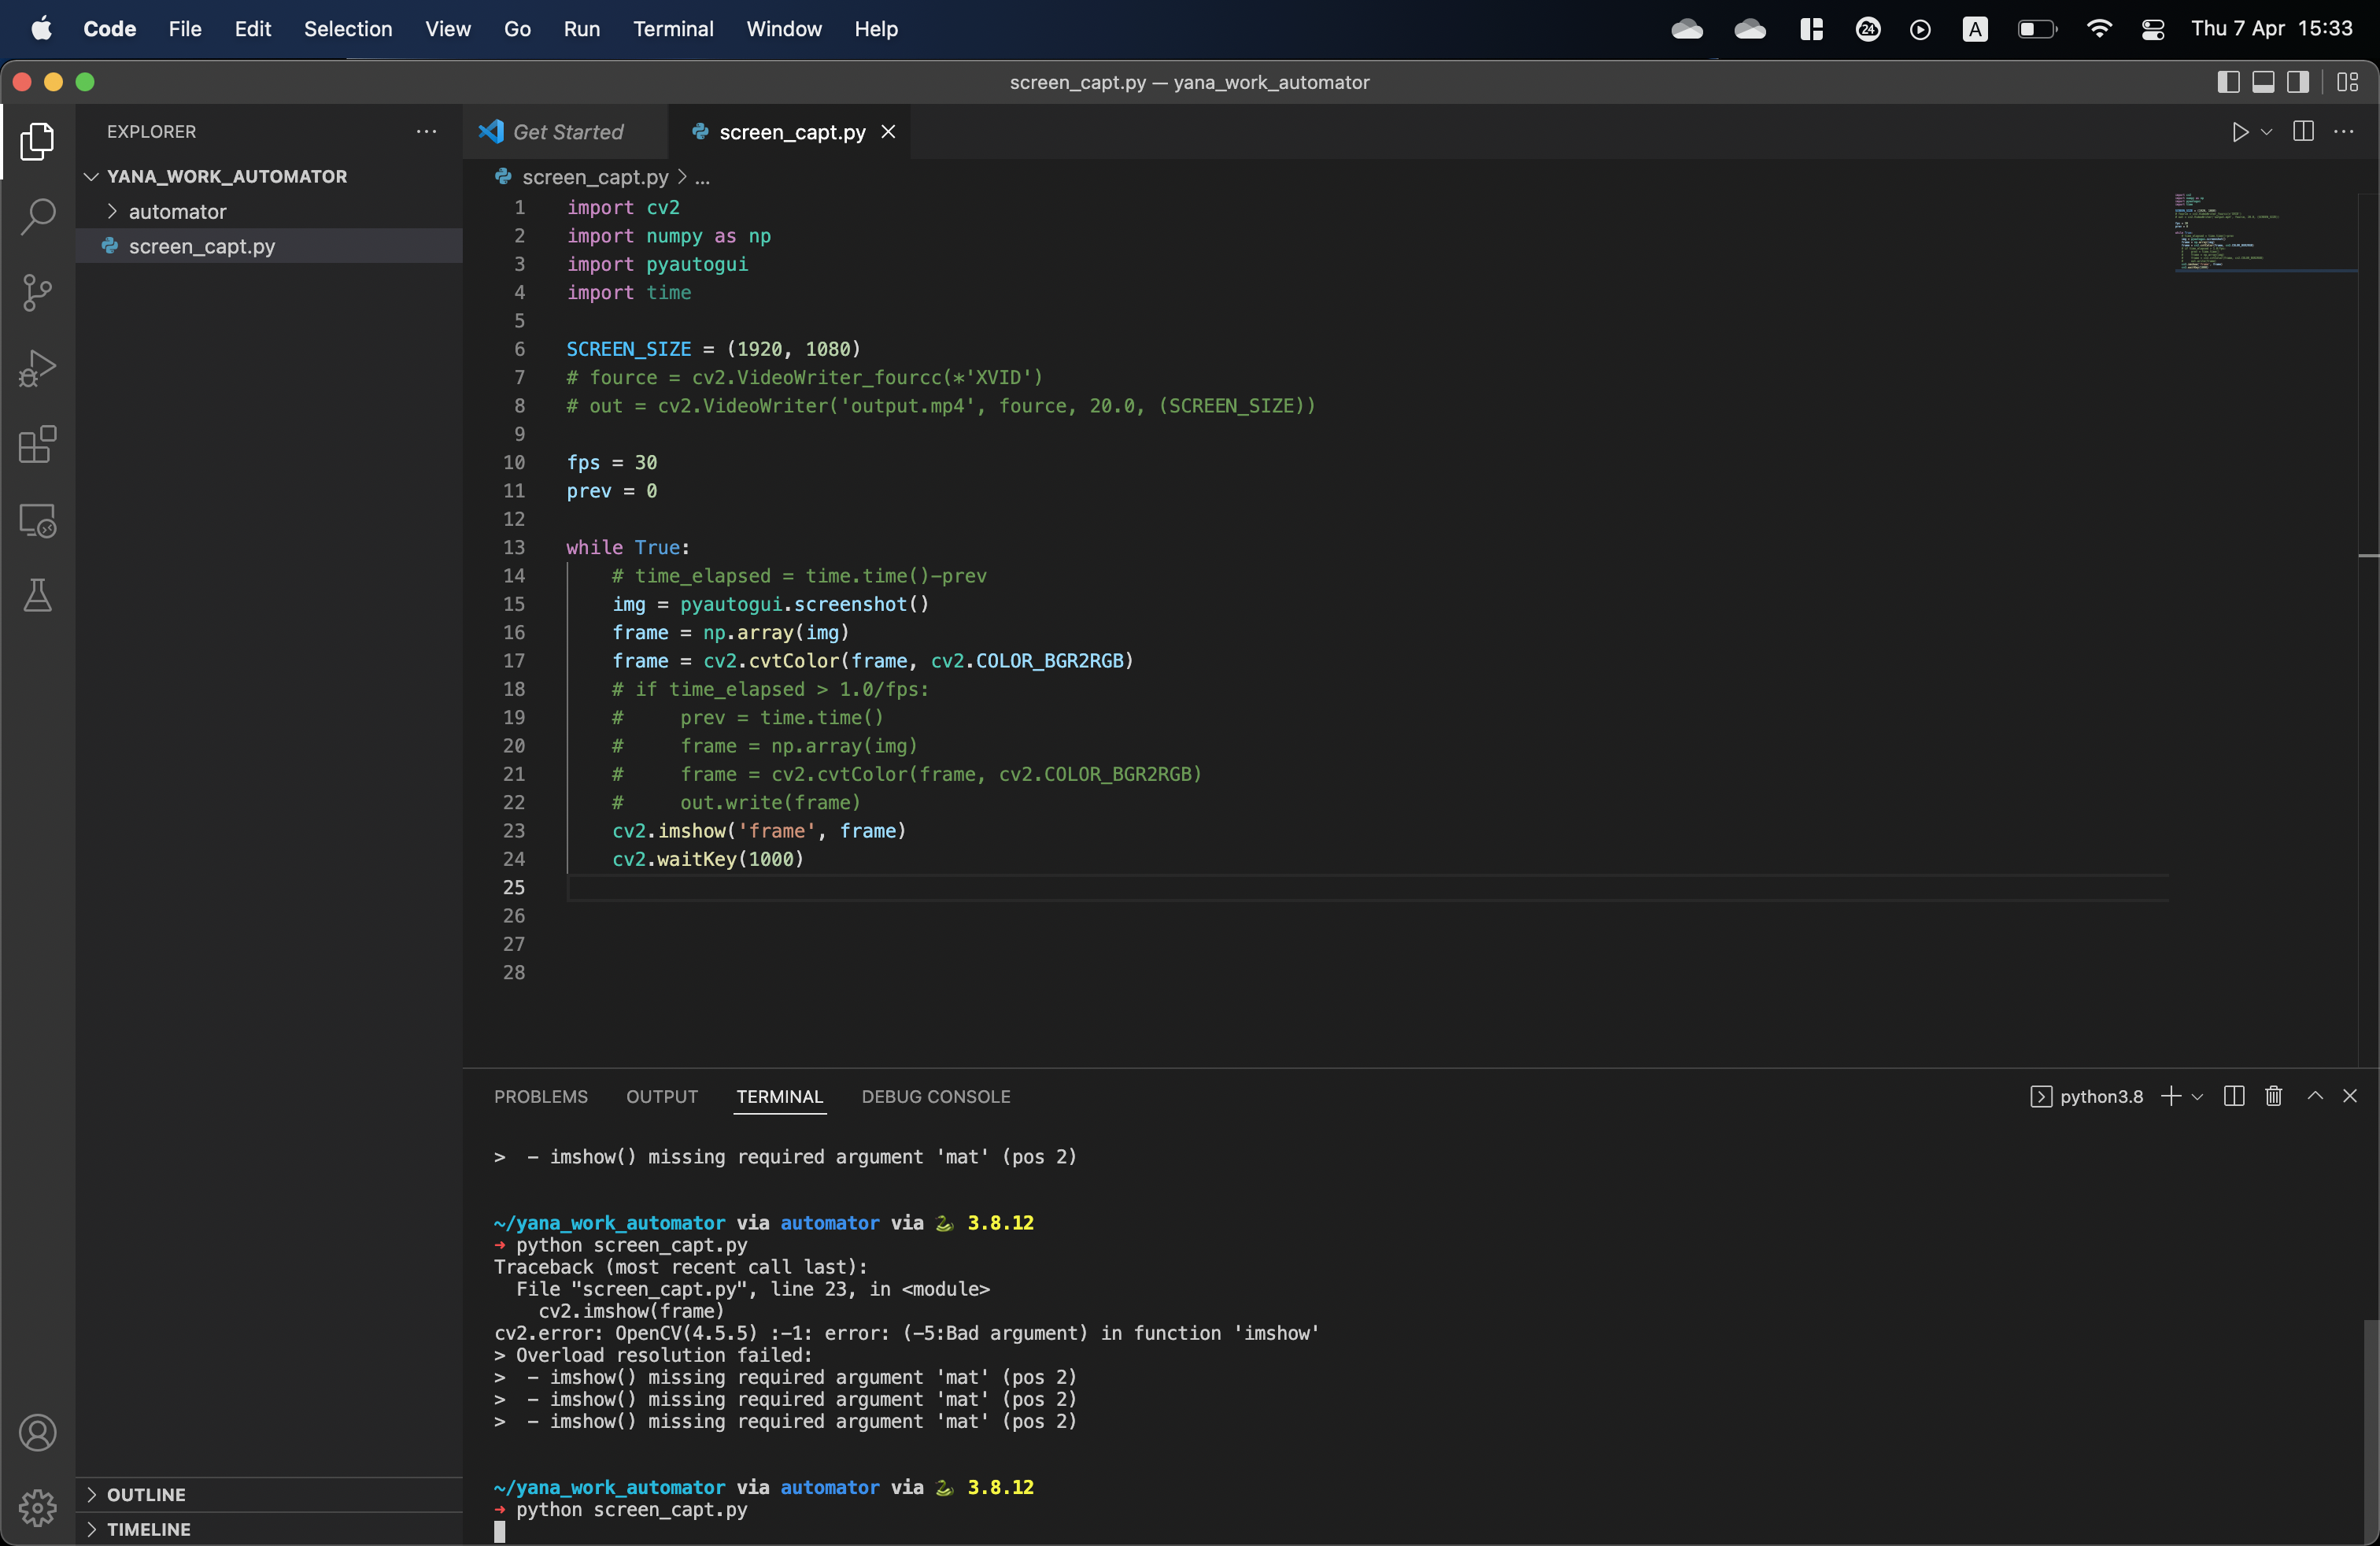 Code File Edit Selection View Go Run Terminal Window Help 24 A Thu 7 Apr 15:33
screen_capt.py — yana_work_automator
EXPLORER
YANA_WORK_AUTOMATOR
automator
screen_capt.py
Get Started screen_capt.py
screen_capt.py > ...
1 import cv2
2 import numpy as np
3 import pyautogui
4 import time
5
6 SCREEN_SIZE = (1920, 1080)
7 # fource = cv2.VideoWriter_fourcc(*'XVID')
8 # out = cv2.VideoWriter('output.mp4', fource, 20.0, (SCREEN_SIZE))
9
10 fps = 30
11 prev = 0
12
13 while True:
14 # time_elapsed = time.time()-prev
15 img = pyautogui.screenshot()
16 frame = np.array(img)
17 frame = cv2.cvtColor(frame, cv2.COLOR_BGR2RGB)
18 # if time_elapsed > 1.0/fps:
19 # prev = time.time()
20 # frame = np.array(img)
21 # frame = cv2.cvtColor(frame, cv2.COLOR_BGR2RGB)
22 # out.write(frame)
23 cv2.imshow('frame', frame)
24 cv2.waitKey(1000)
25
26
27
28
PROBLEMS OUTPUT TERMINAL DEBUG CONSOLE python3.8
> - imshow() missing required argument 'mat' (pos 2)
~/yana_work_automator via automator via 🐍 3.8.12
➜ python screen_capt.py
Traceback (most recent call last):
File "screen_capt.py", line 23, in <module>
cv2.imshow(frame)
cv2.error: OpenCV(4.5.5) :-1: error: (-5:Bad argument) in function 'imshow'
> Overload resolution failed:
> - imshow() missing required argument 'mat' (pos 2)
> - imshow() missing required argument 'mat' (pos 2)
> - imshow() missing required argument 'mat' (pos 2)
~/yana_work_automator via automator via 🐍 3.8.12
➜ python screen_capt.py
OUTLINE
TIMELINE